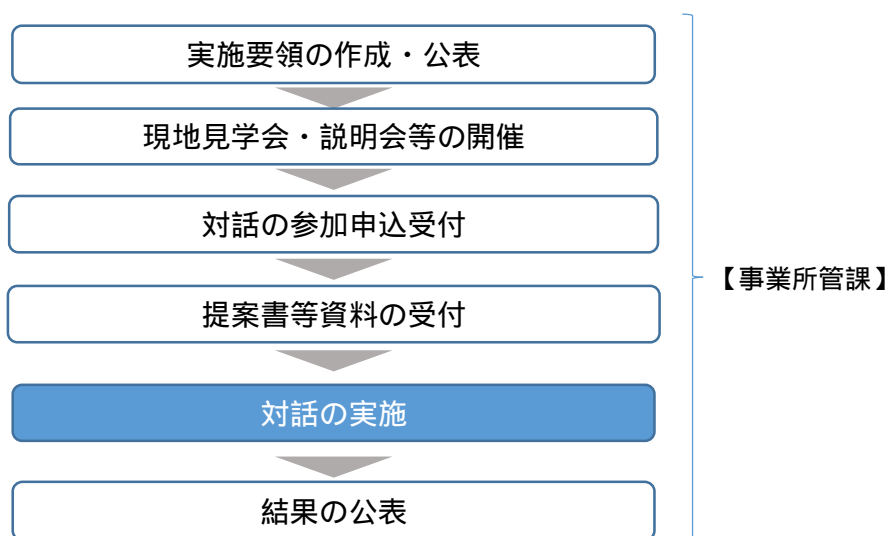 実施要領の作成・公表
現地見学会・説明会等の開催
対話の参加申込受付
提案書等資料の受付
【事業所管課】
対話の実施
結果の公表